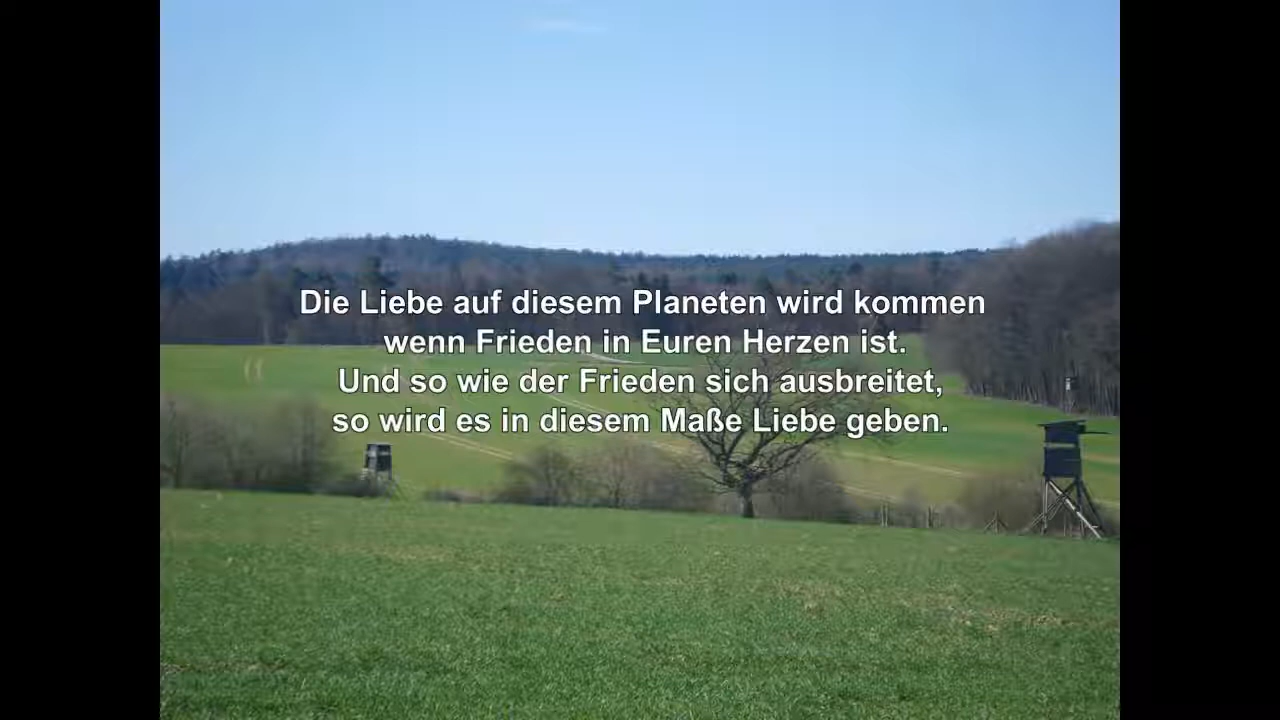 Die Liebe auf diesem Planeten wird kommen
wenn Frieden in Euren Herzen ist.
Und so wie der Frieden sich ausbreitet,
so wird es in diesem Maße Liebe geben.